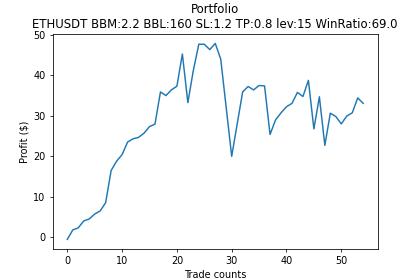 Portfolio
ETHUSDT BBM:2.2 BBL:160 SL:1.2 TP:0.8 lev:15 WinRatio:69.0
50
40
30
20
10
0
Profit ($)
0 10 20 30 40 50
Trade counts